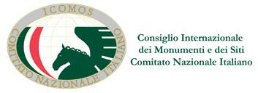 ICOMOS
COMITATO NAZIONALE ITALIANO
Consiglio Internazionale
dei Monumenti e dei Siti
Comitato Nazionale Italiano